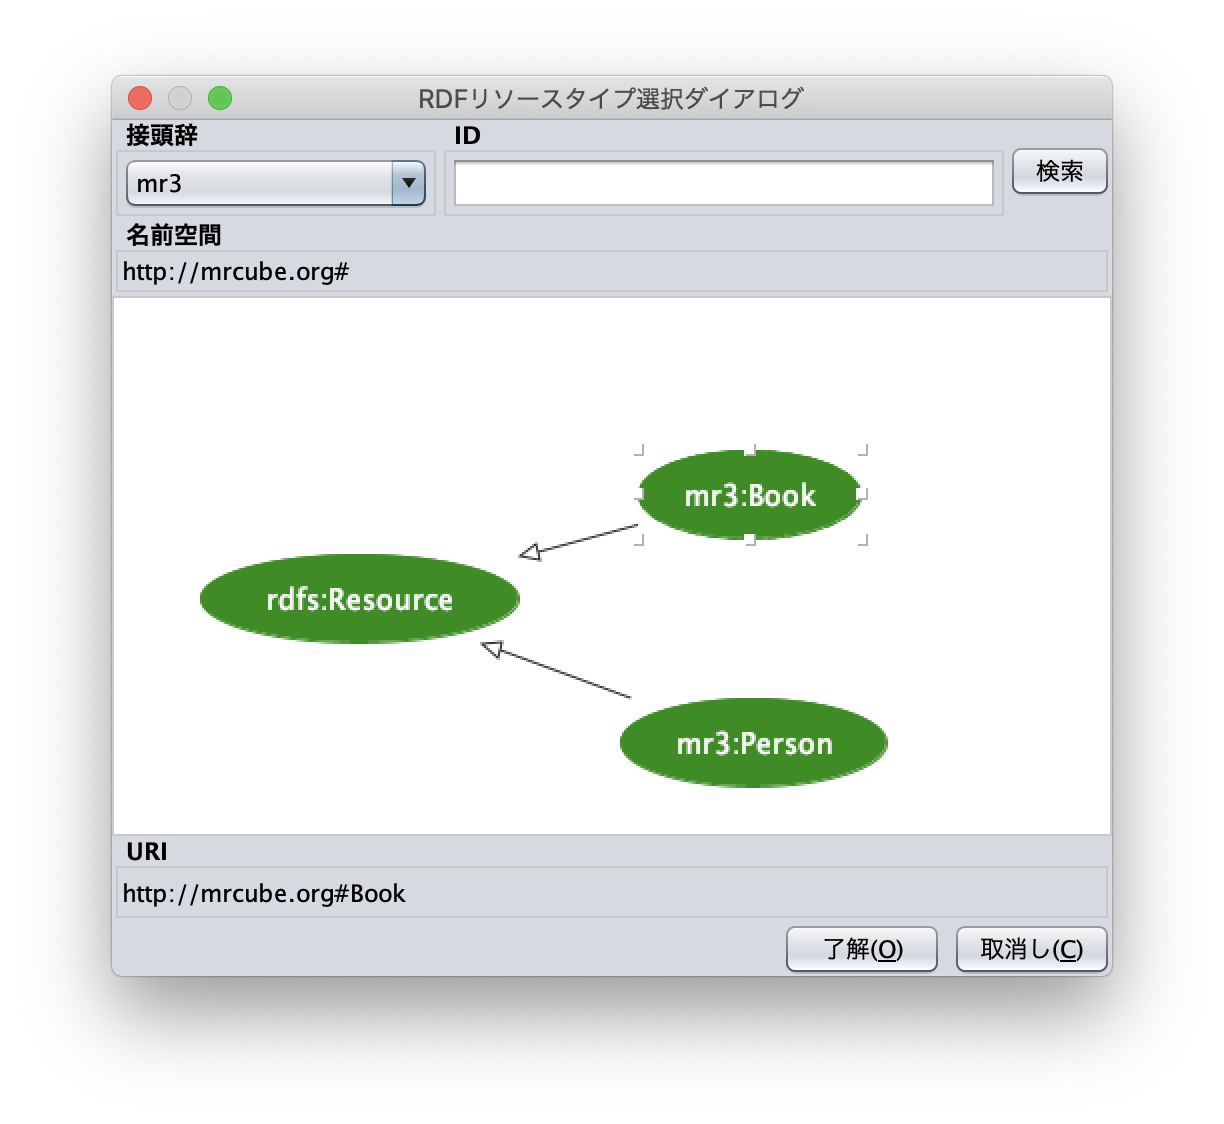 RDFリソースタイプ選択ダイアログ
接頭辞
ID
mr3
検索
名前空間
http://mrcube.org#
mr3:Book
rdfs:Resource
mr3:Person
URI
http://mrcube.org#Book
了解(O)
取消し(C)